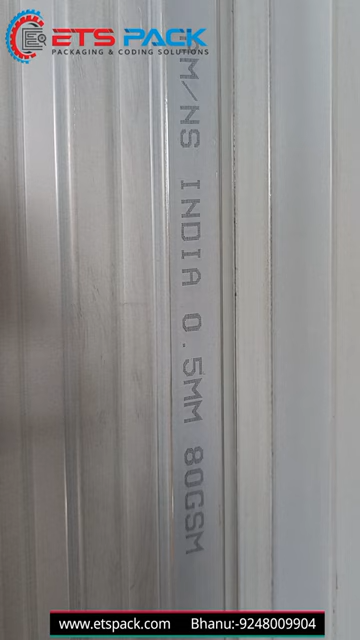 ETS PACK
PACKAGING & CODING SOLUTIONS
M/NS INDIA 0.5MM 80GSM
www.etspack.com Bhanu:-9248009904